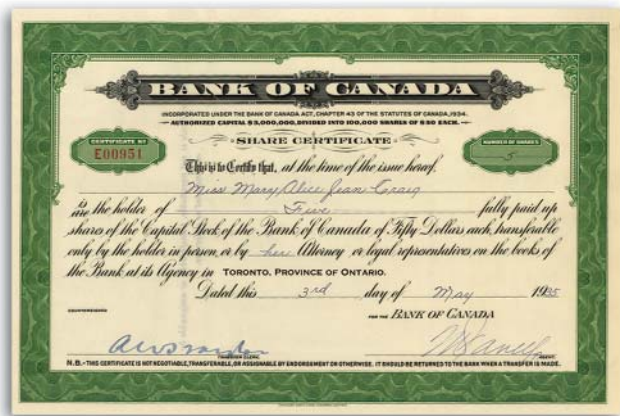 BANK OF CANADA
INCORPORATED UNDER THE BANK OF CANADA ACT, CHAPTER 43 OF THE STATUTES OF CANADA, 1934.
AUTHORIZED CAPITAL $5,000,000, DIVIDED INTO 100,000 SHARES OF $50 EACH.
SHARE CERTIFICATE
CERTIFICATE No
E00951
NUMBER OF SHARES
5
This is to Certify that, at the time of the issue hereof,
Miss Mary Alice Jean Craig
is the holder of Five fully paid up
shares of the Capital Stock of the Bank of Canada of Fifty Dollars each, transferable
only by the holder in person, or by her Attorney or legal representatives on the books of
the Bank at its Agency in TORONTO, PROVINCE OF ONTARIO.
Dated this 3rd day of May 1935
COUNTERSIGNED
FOR THE BANK OF CANADA
TRANSFER CLERK.
AGENT.
N.B.-THIS CERTIFICATE IS NOT NEGOTIABLE, TRANSFERABLE, OR ASSIGNABLE BY ENDORSEMENT OR OTHERWISE. IT SHOULD BE RETURNED TO THE BANK WHEN A TRANSFER IS MADE.